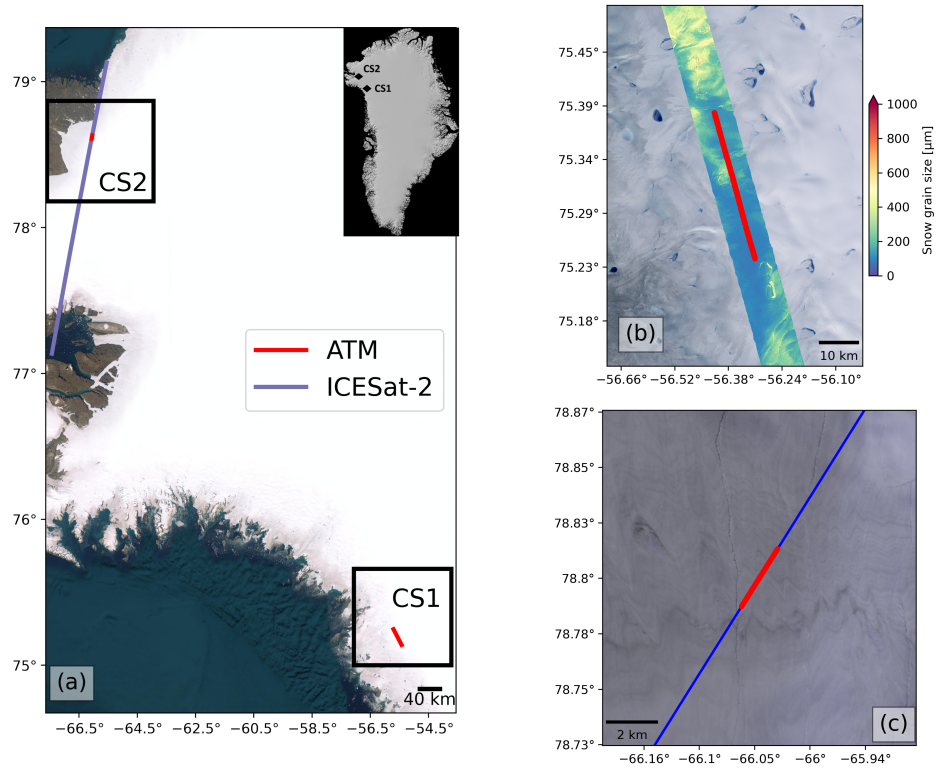 79°
78°
77°
76°
75°
−66.5° −64.5° −62.5° −60.5° −58.5° −56.5° −54.5°
CS2
CS1
CS2
ATM
ICESat-2
CS1
40 km
(a)
75.45°
75.39°
75.34°
75.29°
75.23°
75.18°
−56.66° −56.52° −56.38° −56.24° −56.10°
(b)
10 km
1000
800
600
400
200
0
Snow grain size [μm]
78.87°
78.85°
78.83°
78.8°
78.78°
78.75°
78.73°
−66.16° −66.1° −66.05° −66° −65.94°
2 km
(c)